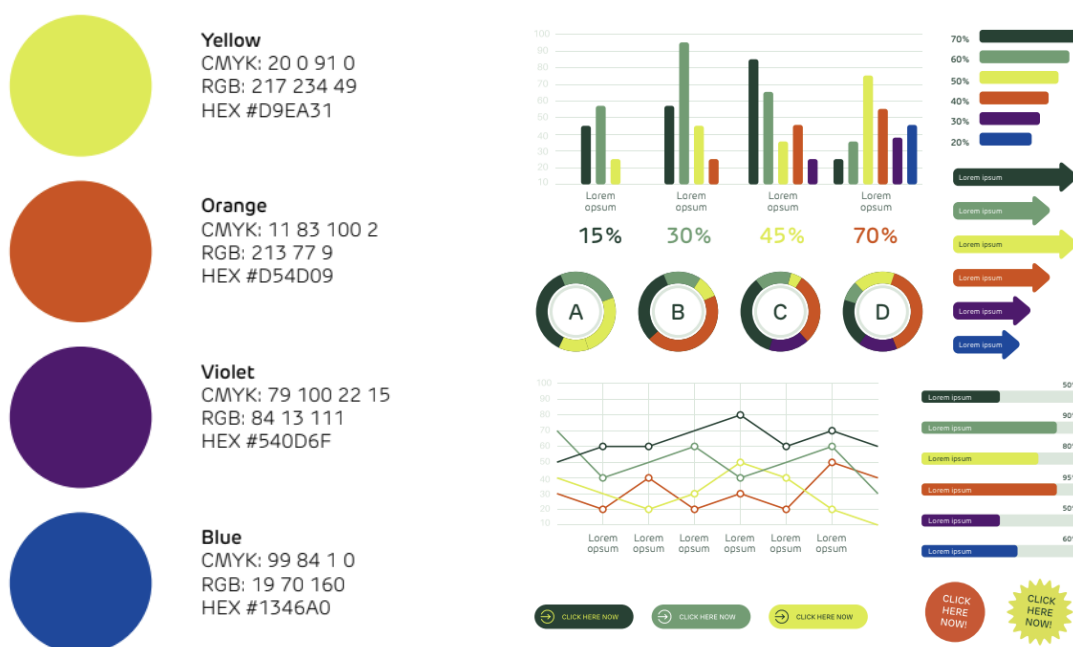 Yellow
CMYK: 20 0 91 0
RGB: 217 234 49
HEX #D9EA31
Orange
CMYK: 11 83 100 2
RGB: 213 77 9
HEX #D54D09
Violet
CMYK: 79 100 22 15
RGB: 84 13 111
HEX #540D6F
Blue
CMYK: 99 84 1 0
RGB: 19 70 160
HEX #1346A0
100
90
80
70
60
50
40
30
20
10
Lorem opsum
Lorem opsum
Lorem opsum
Lorem opsum
15% 30% 45% 70%
A B C D
100
90
80
70
60
50
40
30
20
10
Lorem opsum
Lorem opsum
Lorem opsum
Lorem opsum
Lorem opsum
Lorem opsum
CLICK HERE NOW
CLICK HERE NOW
CLICK HERE NOW
70%
60%
50%
40%
30%
20%
Lorem ipsum
Lorem ipsum
Lorem ipsum
Lorem ipsum
Lorem ipsum
Lorem ipsum
50%
Lorem ipsum
90%
Lorem ipsum
80%
Lorem ipsum
95%
Lorem ipsum
50%
Lorem ipsum
60%
Lorem ipsum
CLICK
HERE
NOW!
CLICK
HERE
NOW!